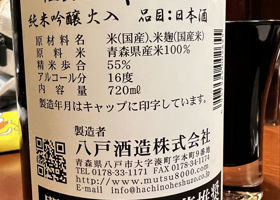 純米吟醸 火入 品目:日本酒
原材料 米(国産)、米麹(国産米)
原料米 青森県産米100%
精米歩合 55%
アルコール分 16度
内容量 720㎖
製造年月はキャップに印字しています。
製造者
八戸酒造株式会社
青森県八戸市大字湊町字本町9番地
TEL 0178-33-1171 FAX 0178-34-1174
http://www.mutsu8000.com
E-mail info@hachinoheshuzo.co.jp